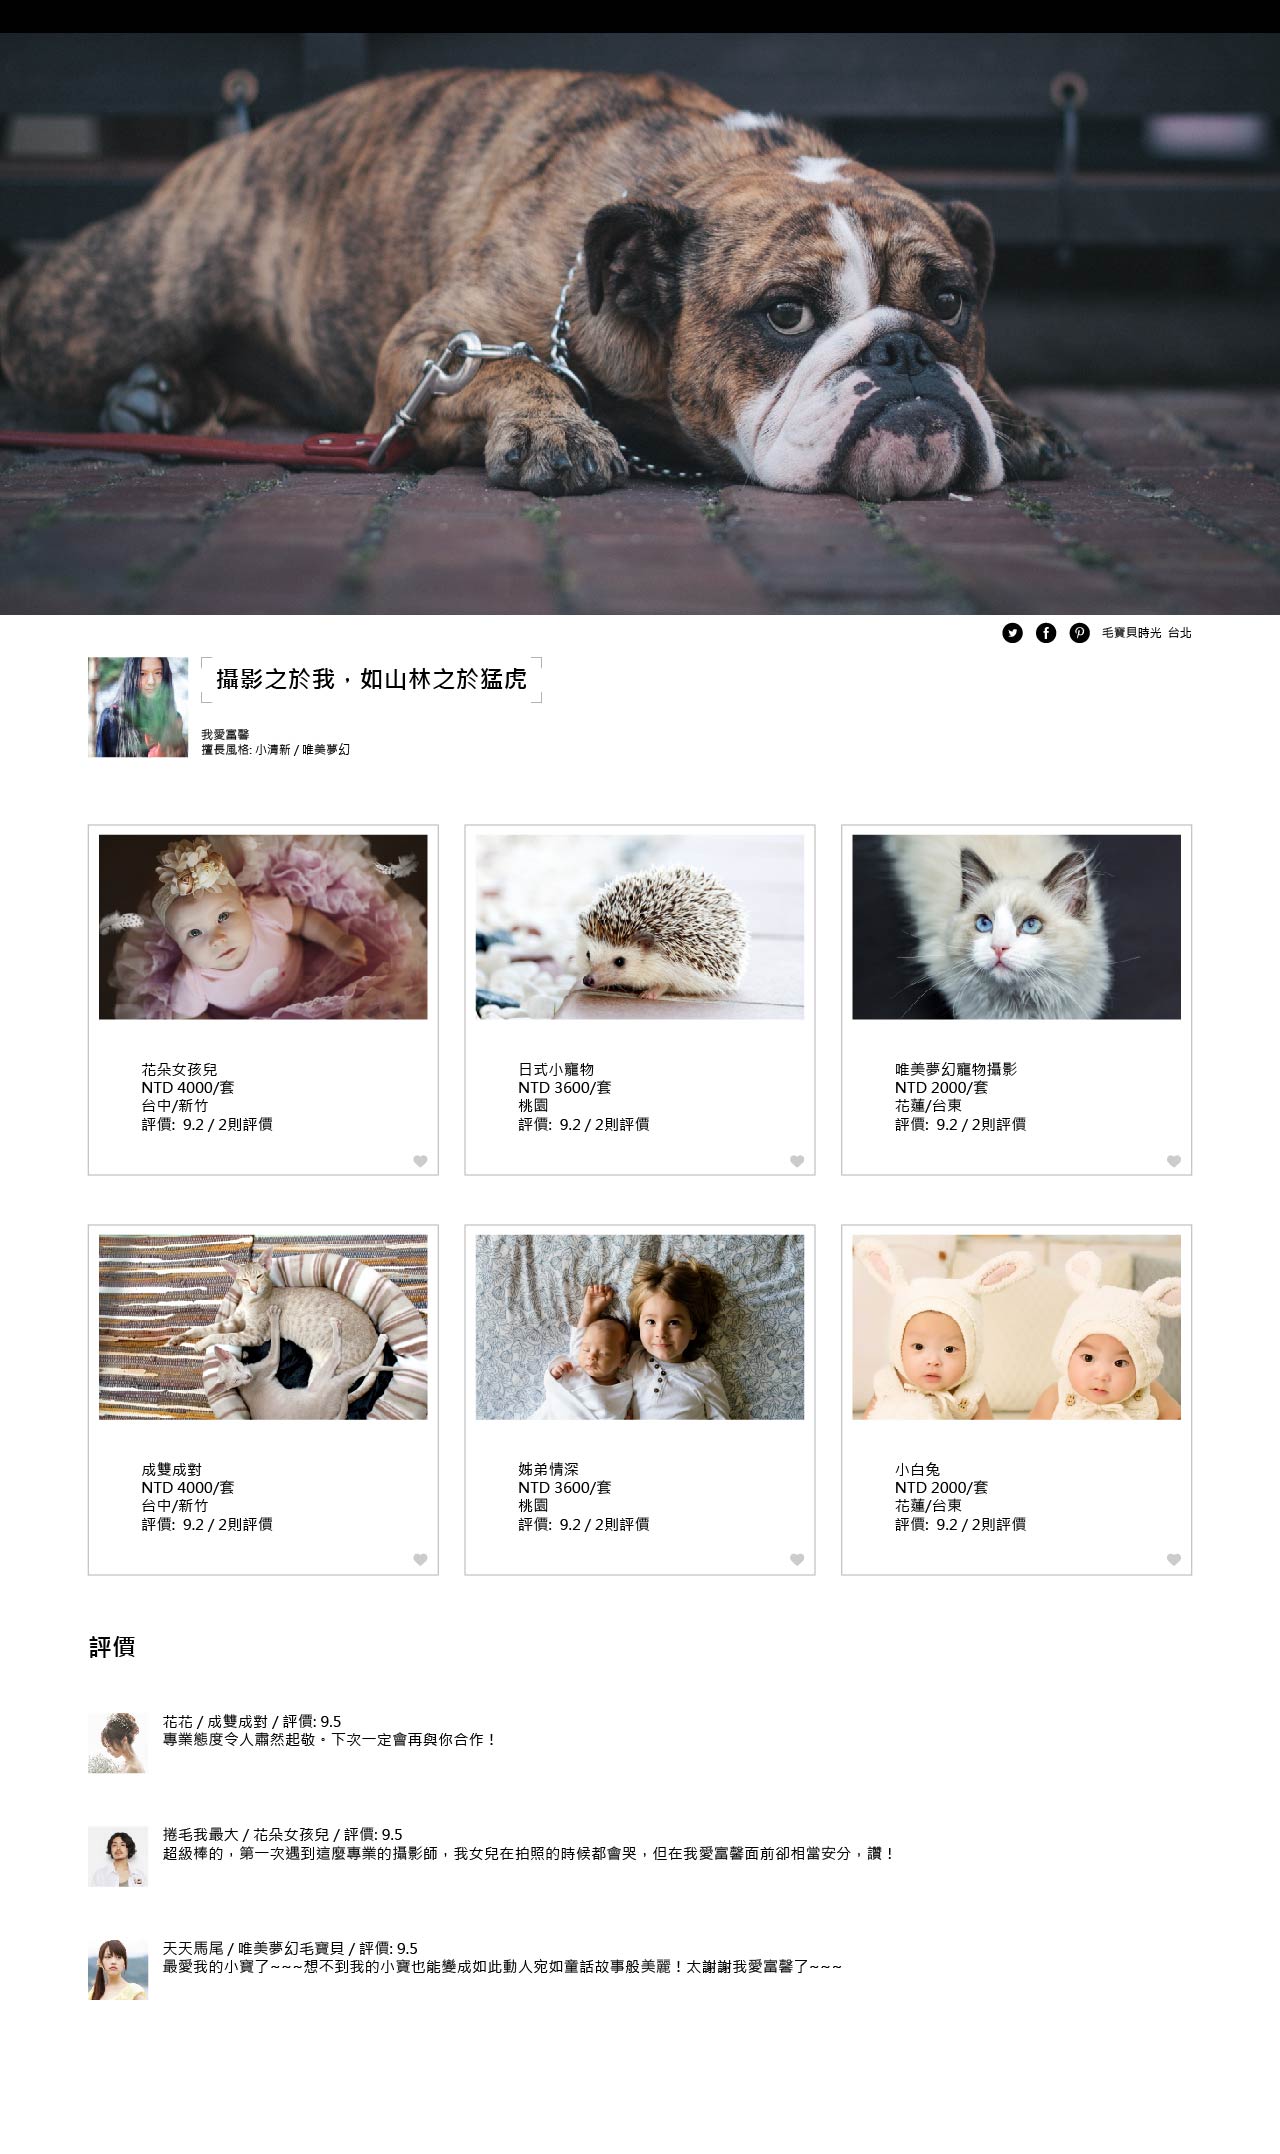 毛寶貝時光 台北
攝影之於我，如山林之於猛虎
我愛富馨
擅長風格: 小清新 / 唯美夢幻
花朵女孩兒
NTD 4000/套
台中/新竹
評價: 9.2 / 2則評價
日式小寵物
NTD 3600/套
桃園
評價: 9.2 / 2則評價
唯美夢幻寵物攝影
NTD 2000/套
花蓮/台東
評價: 9.2 / 2則評價
成雙成對
NTD 4000/套
台中/新竹
評價: 9.2 / 2則評價
姊弟情深
NTD 3600/套
桃園
評價: 9.2 / 2則評價
小白兔
NTD 2000/套
花蓮/台東
評價: 9.2 / 2則評價
評價
花花 / 成雙成對 / 評價: 9.5
專業態度令人肅然起敬。下次一定會再與你合作！
捲毛我最大 / 花朵女孩兒 / 評價: 9.5
超級棒的，第一次遇到這麼專業的攝影師，我女兒在拍照的時候都會哭，但在我愛富馨面前卻相當安分，讚！
天天馬尾 / 唯美夢幻毛寶貝 / 評價: 9.5
最愛我的小寶了~~~想不到我的小寶也能變成如此動人宛如童話故事般美麗！太謝謝我愛富馨了~~~